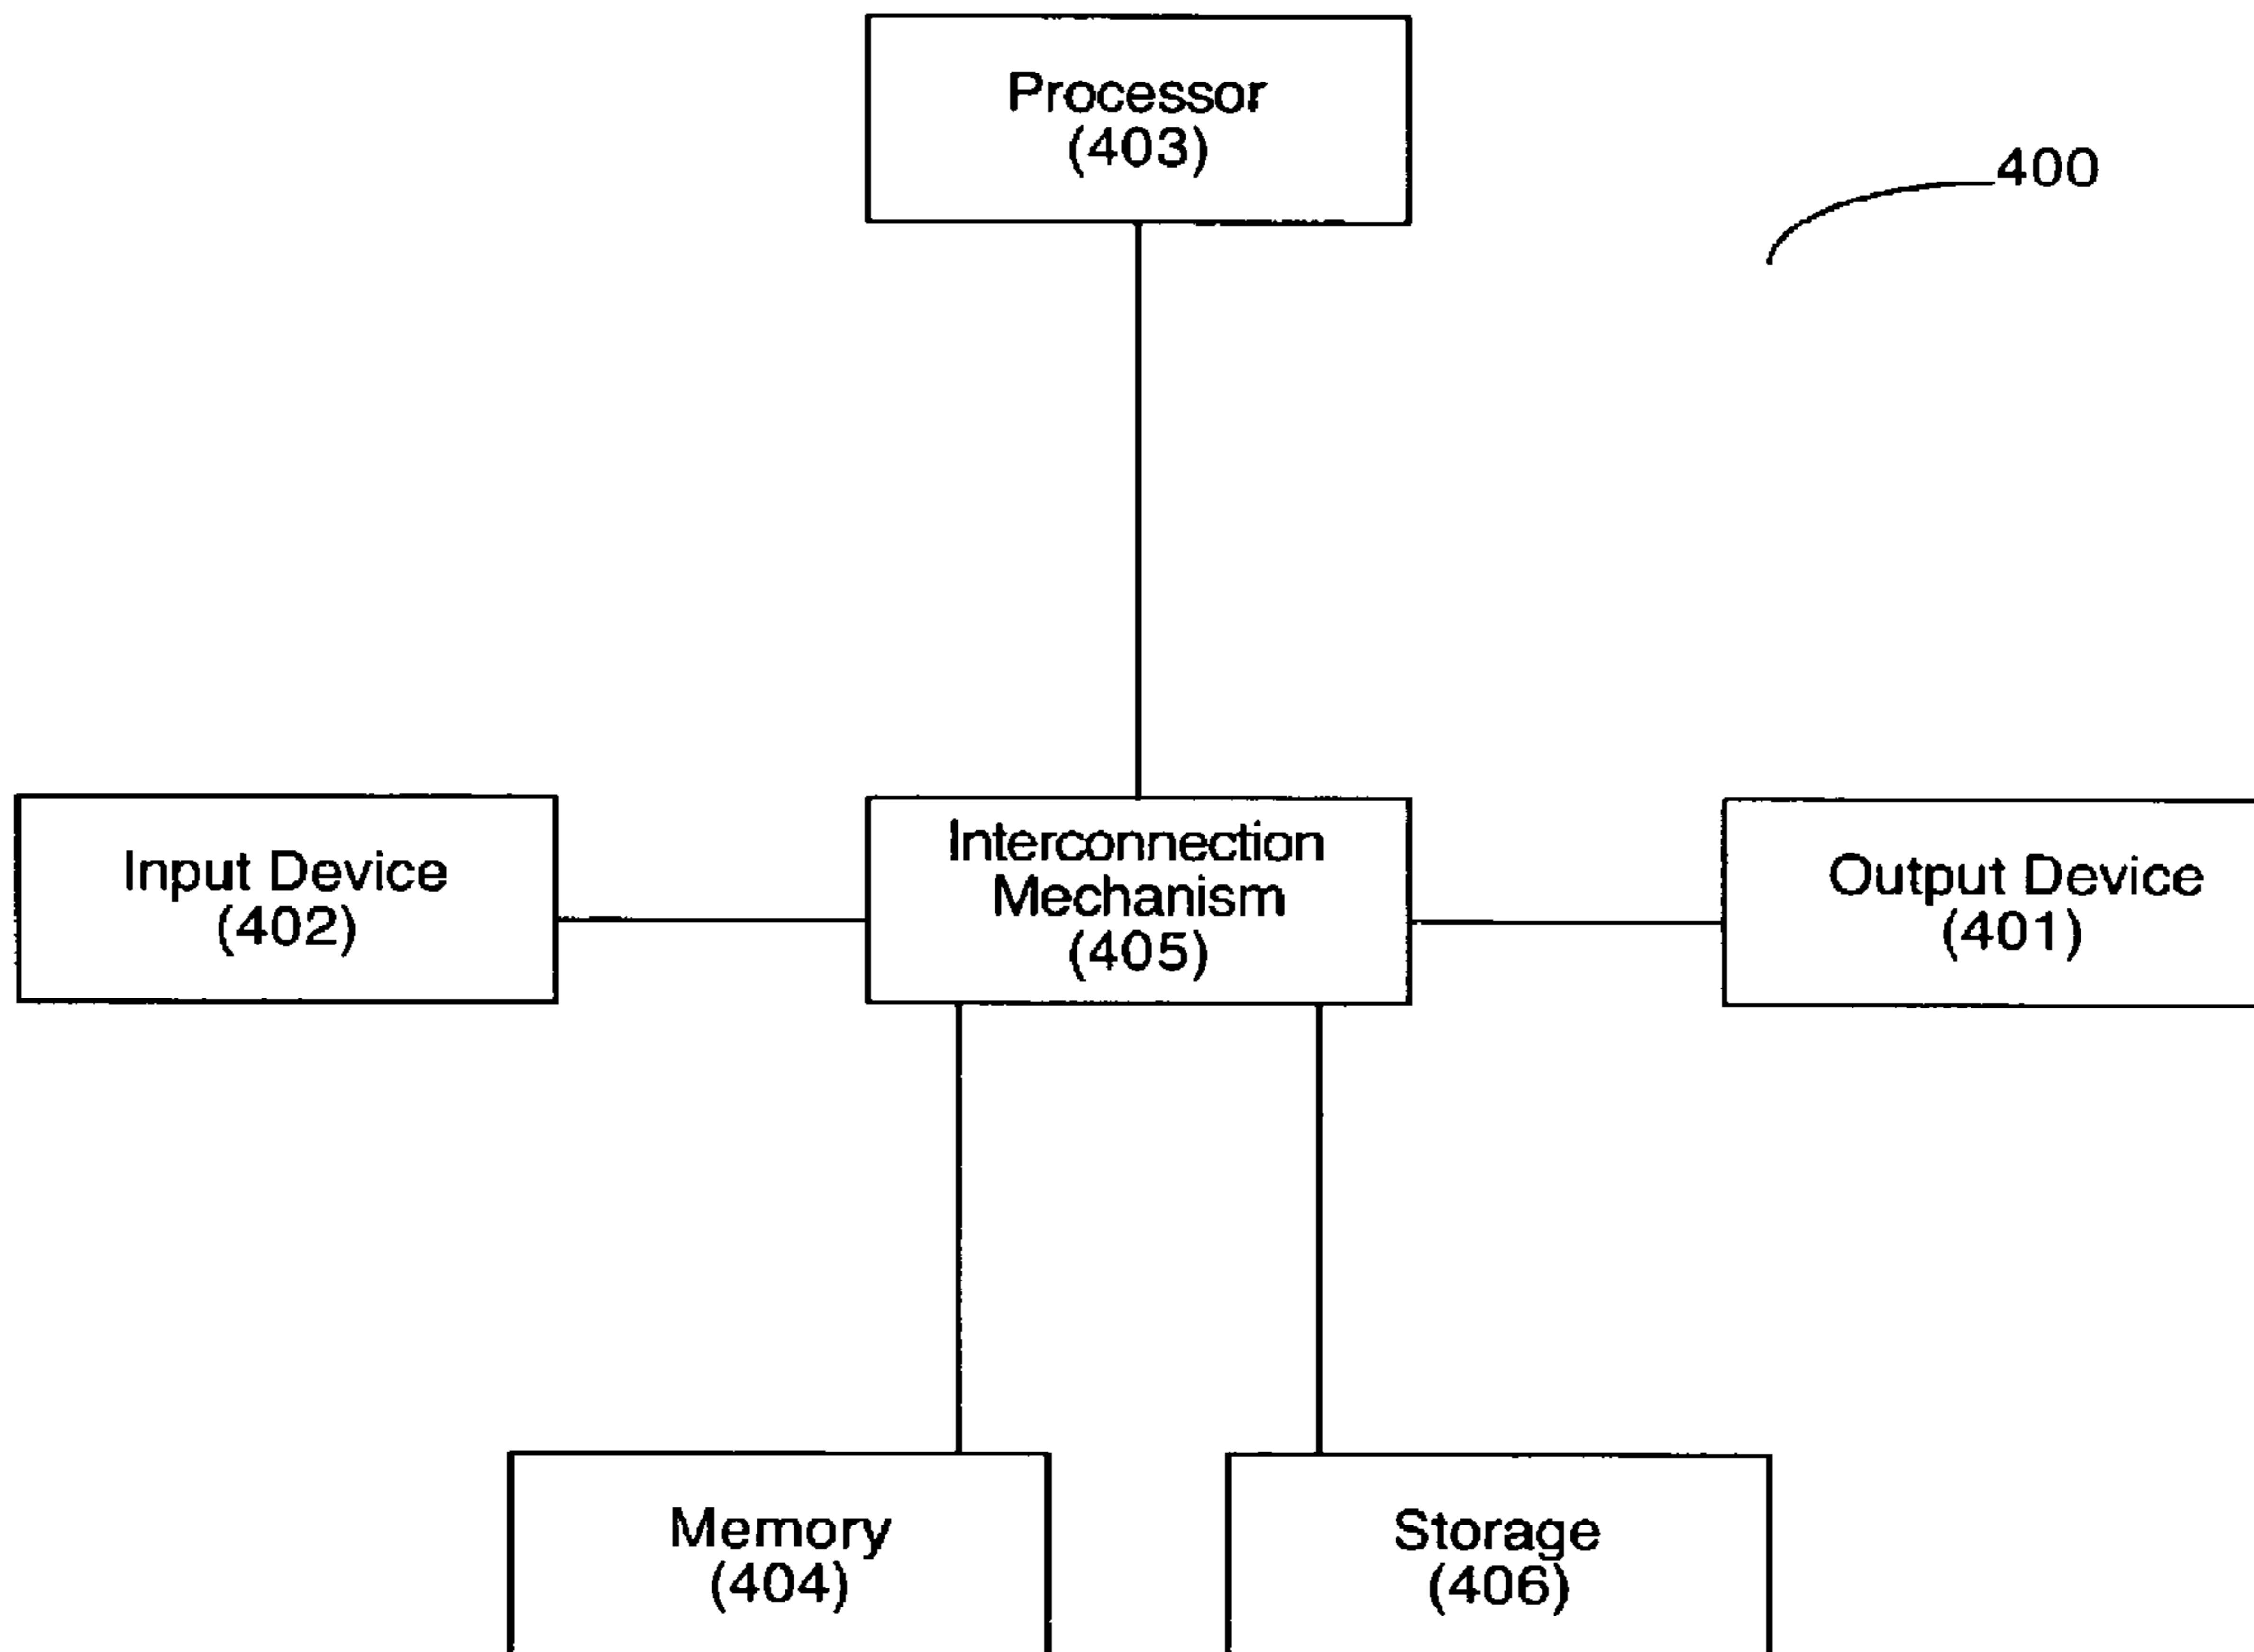 Processor
(403)
400
Input Device
(402)
Interconnection
Mechanism
(405)
Output Device
(401)
Memory
(404)
Storage
(406)